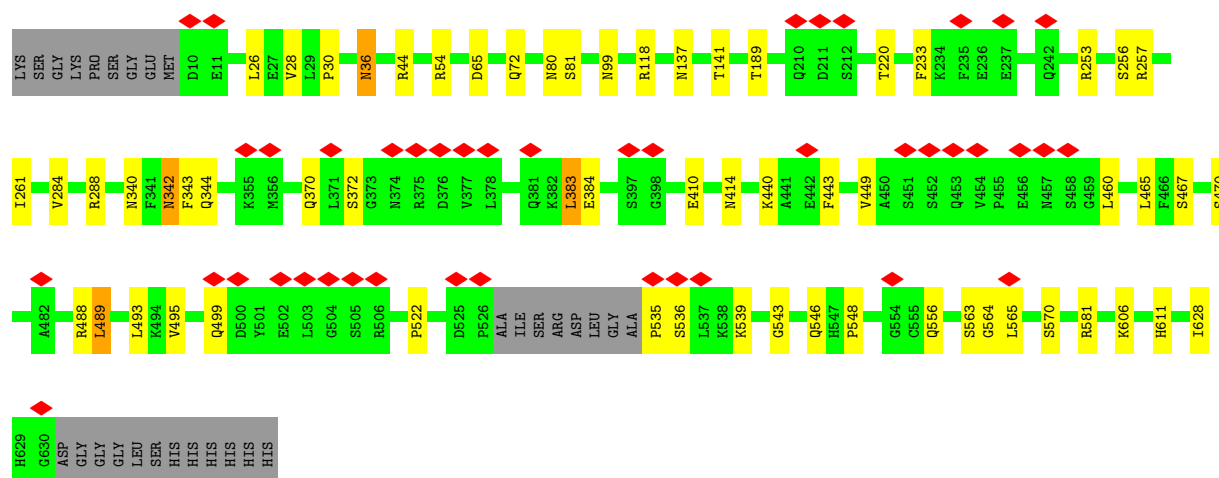 LYS SER GLY LYS PRO SER GLY GLU MET D10 E11 L26 E27 V28 L29 P30 N36 R44 R54 D65 Q72 N80 S81 N99 R118 N137 T141 T189 Q210 D211 S212 T220 F233 K234 F235 E236 E237 Q242 R253 S256 R257
I261 V284 R288 N340 F341 N342 F343 Q344 K355 M356 Q370 L371 S372 G373 N374 R375 D376 V377 L378 Q381 K382 L383 E384 S397 G398 E410 N414 K440 A441 E442 F443 V449 A450 S451 S452 Q453 V454 P455 E456 N457 S458 G459 L460 L465 F466 S467
A482 R488 L489 L493 K494 V495 Q499 D500 Y501 E502 L503 G504 S505 R506 P522 D525 P526 ALA ILE SER ARG ASP LEU GLY ALA P535 S536 L537 K538 K539 G543 Q546 H547 P548 G554 C555 Q556 S563 G564 L565 S570 R581 K606 H611 I628
H629 G630 ASP GLY GLY GLY LEU SER HIS HIS HIS HIS HIS HIS